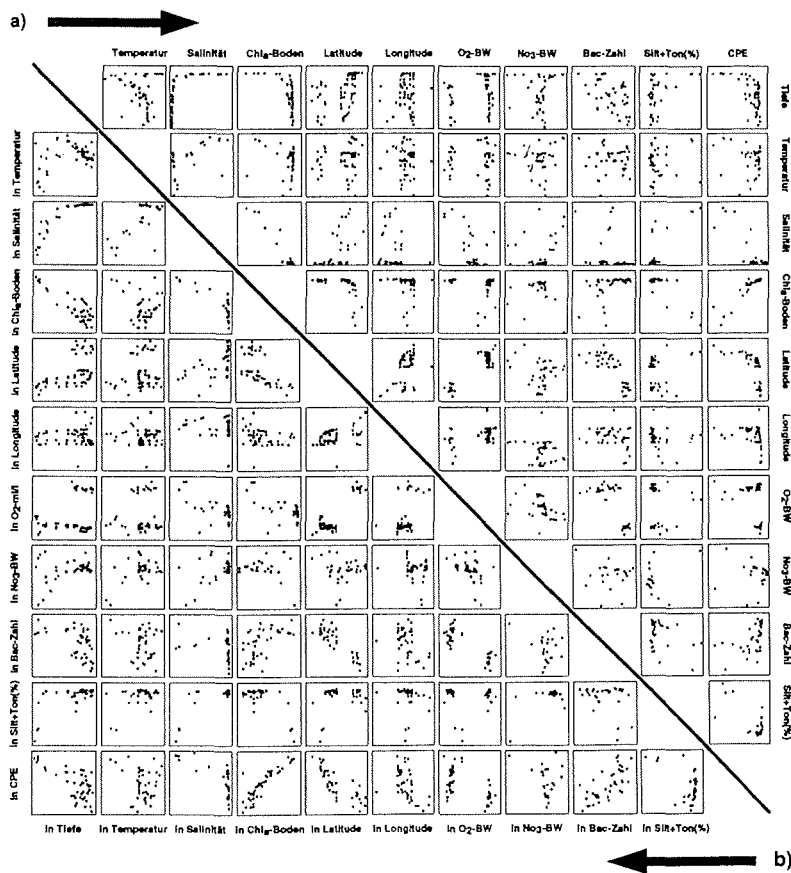 a)
Temperatur Salinität Chla-Boden Latitude Longitude O2-BW No3-BW Bac-Zahl Silt+Ton(%) CPE
Tiefe
Temperatur
Salinität
Chla-Boden
Latitude
Longitude
O2-BW
No3-BW
Bac-Zahl
Silt+Ton(%)
ln Temperatur
ln Salinität
ln Chla-Boden
ln Latitude
ln Longitude
ln O2-ml/l
ln No3-BW
ln Bac-Zahl
ln Silt+Ton(%)
ln CPE
ln Tiefe ln Temperatur ln Salinität ln Chla-Boden ln Latitude ln Longitude ln O2-BW ln No3-BW ln Bac-Zahl ln Silt+Ton(%)
b)